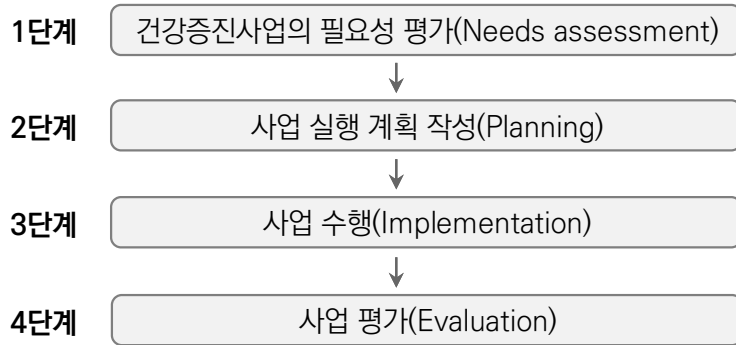 1단계 건강증진사업의 필요성 평가(Needs assessment)
2단계 사업 실행 계획 작성(Planning)
3단계 사업 수행(Implementation)
4단계 사업 평가(Evaluation)